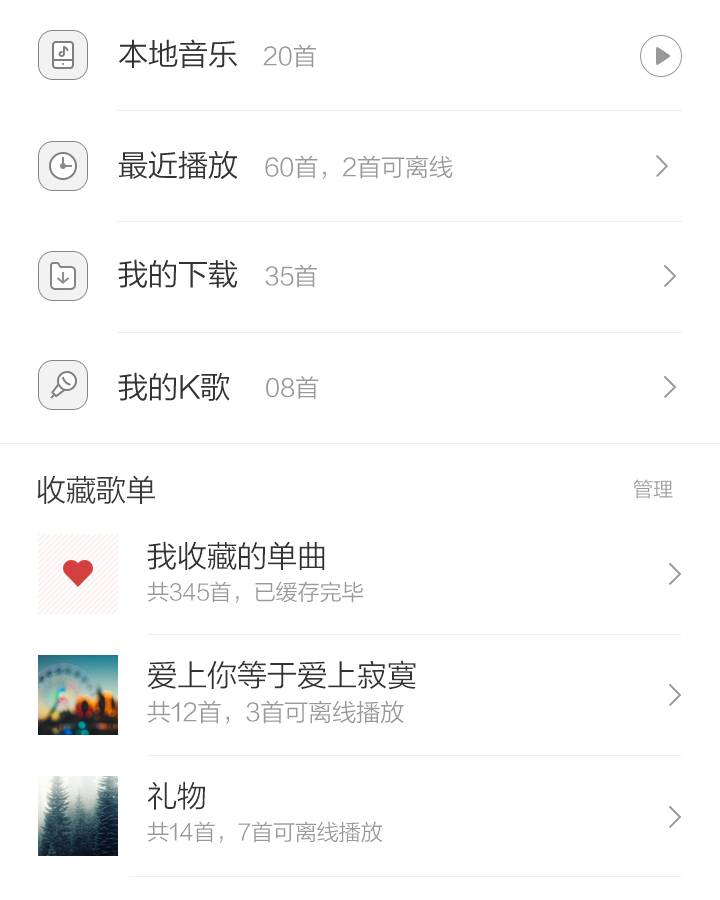 本地音乐 20首
最近播放 60首，2首可离线
我的下载 35首
我的K歌 08首
收藏歌单 管理
我收藏的单曲
共345首，已缓存完毕
爱上你等于爱上寂寞
共12首，3首可离线播放
礼物
共14首，7首可离线播放